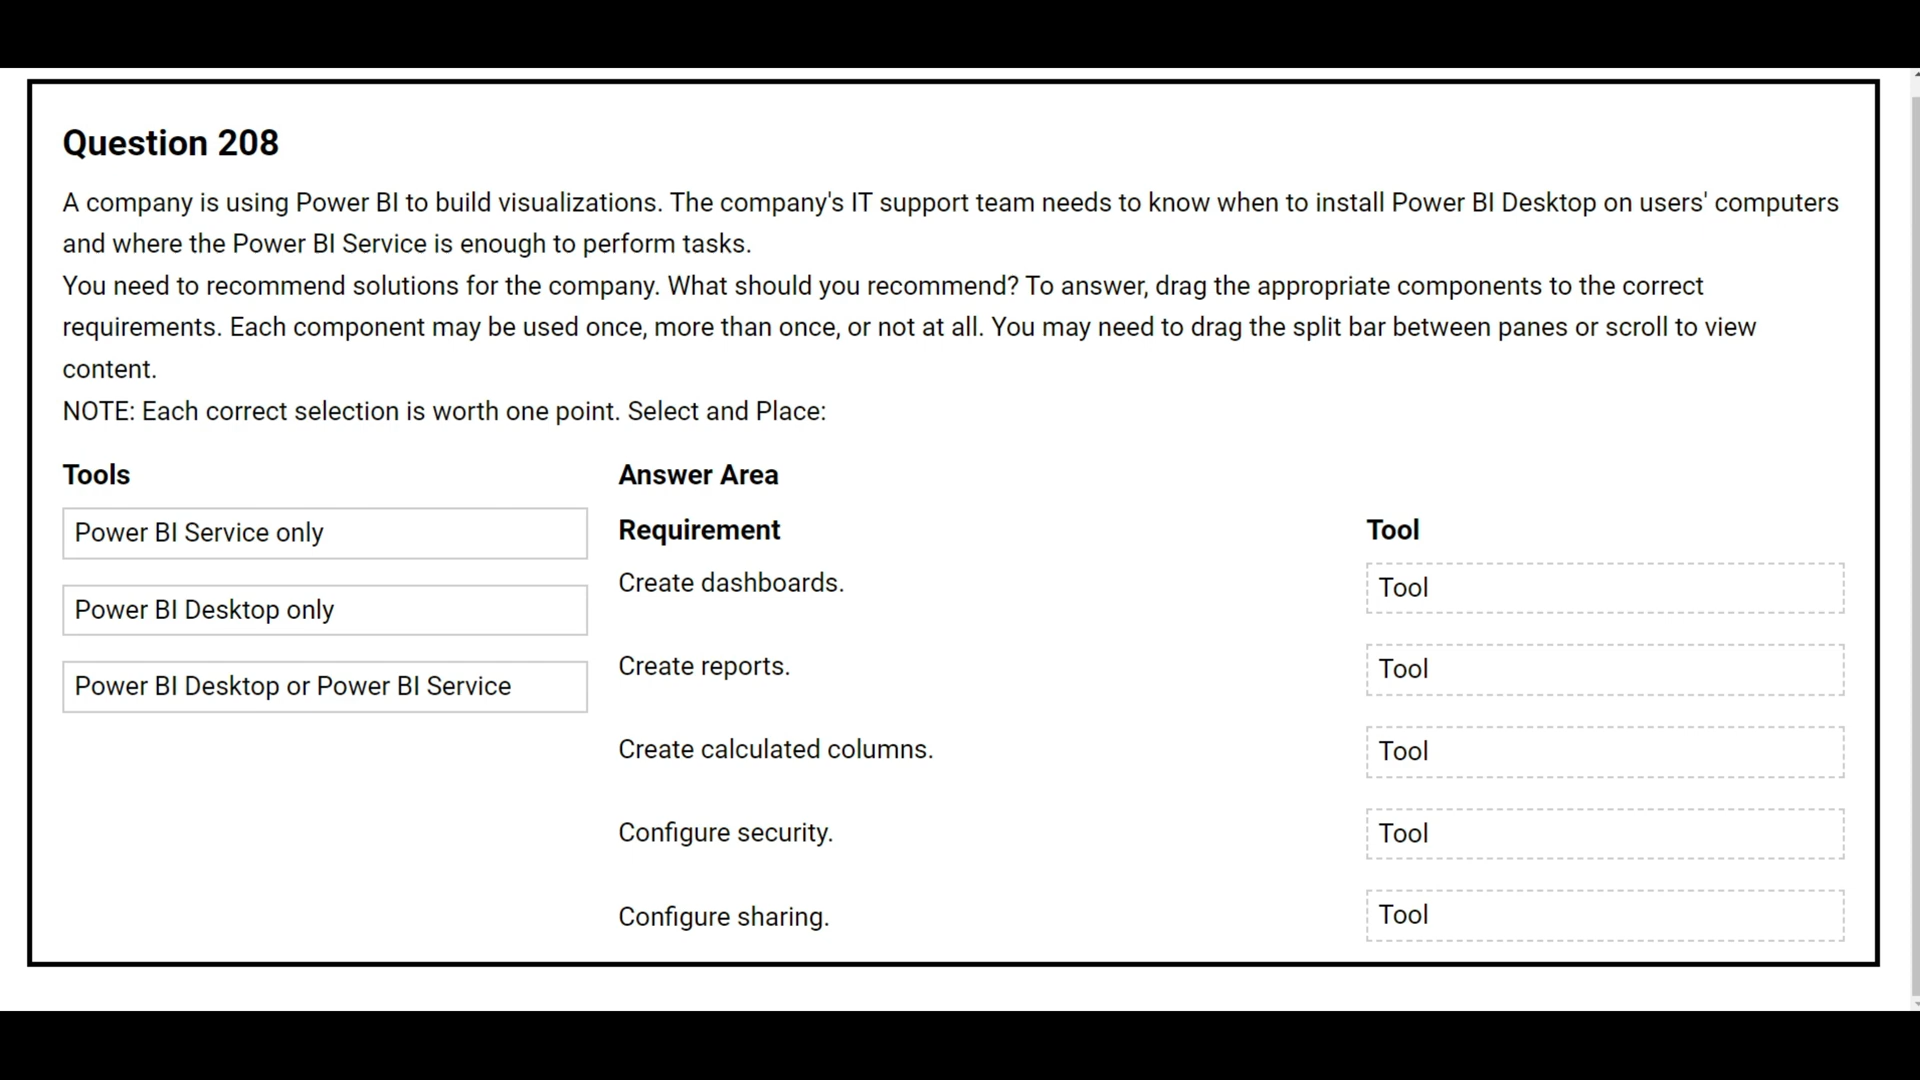 Question 208
A company is using Power BI to build visualizations. The company's IT support team needs to know when to install Power BI Desktop on users' computers
and where the Power BI Service is enough to perform tasks.
You need to recommend solutions for the company. What should you recommend? To answer, drag the appropriate components to the correct
requirements. Each component may be used once, more than once, or not at all. You may need to drag the split bar between panes or scroll to view
content.
NOTE: Each correct selection is worth one point. Select and Place:
Tools
Power BI Service only
Power BI Desktop only
Power BI Desktop or Power BI Service
Answer Area
Requirement
Tool
Create dashboards.
Tool
Create reports.
Tool
Create calculated columns.
Tool
Configure security.
Tool
Configure sharing.
Tool